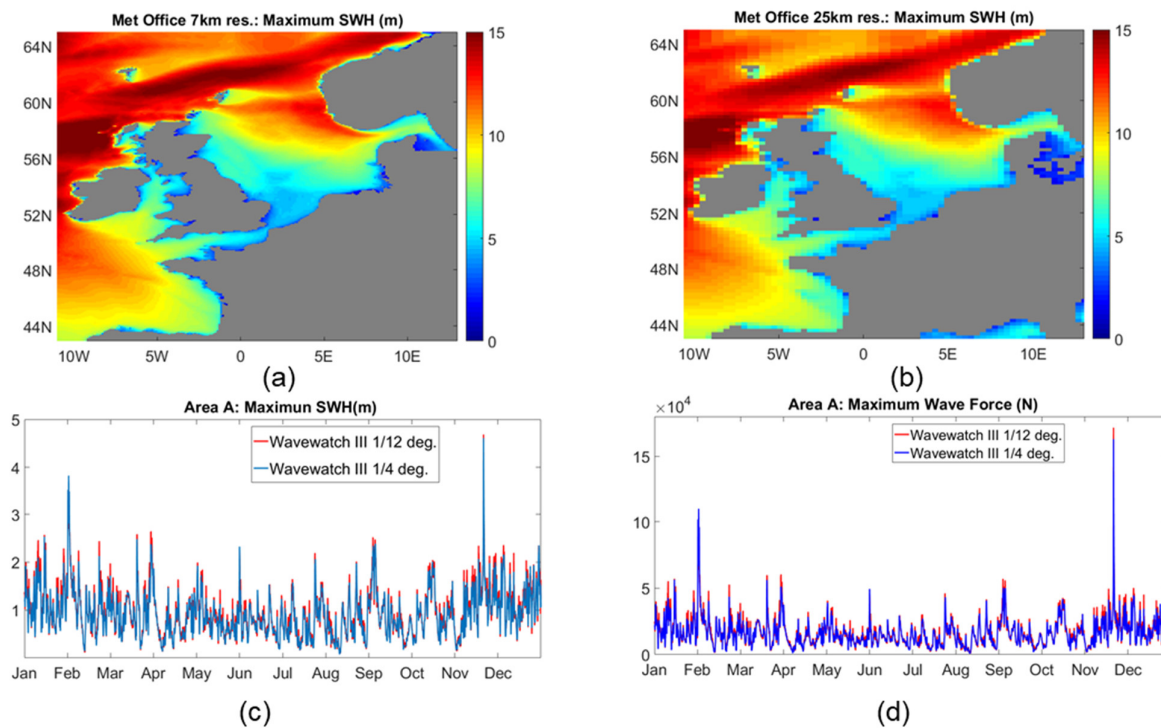 Met Office 7km res.: Maximum SWH (m)
64N
60N
56N
52N
48N
44N
10W 5W 0 5E 10E
15
10
5
0
(a)
Met Office 25km res.: Maximum SWH (m)
64N
60N
56N
52N
48N
44N
10W 5W 0 5E 10E
15
10
5
0
(b)
Area A: Maximun SWH(m)
5
4
3
2
1
Wavewatch III 1/12 deg.
Wavewatch III 1/4 deg.
Jan Feb Mar Apr May Jun Jul Aug Sep Oct Nov Dec
(c)
Area A: Maximum Wave Force (N)
×10⁴
15
10
5
0
Wavewatch III 1/12 deg.
Wavewatch III 1/4 deg.
Jan Feb Mar Apr May Jun Jul Aug Sep Oct Nov Dec
(d)